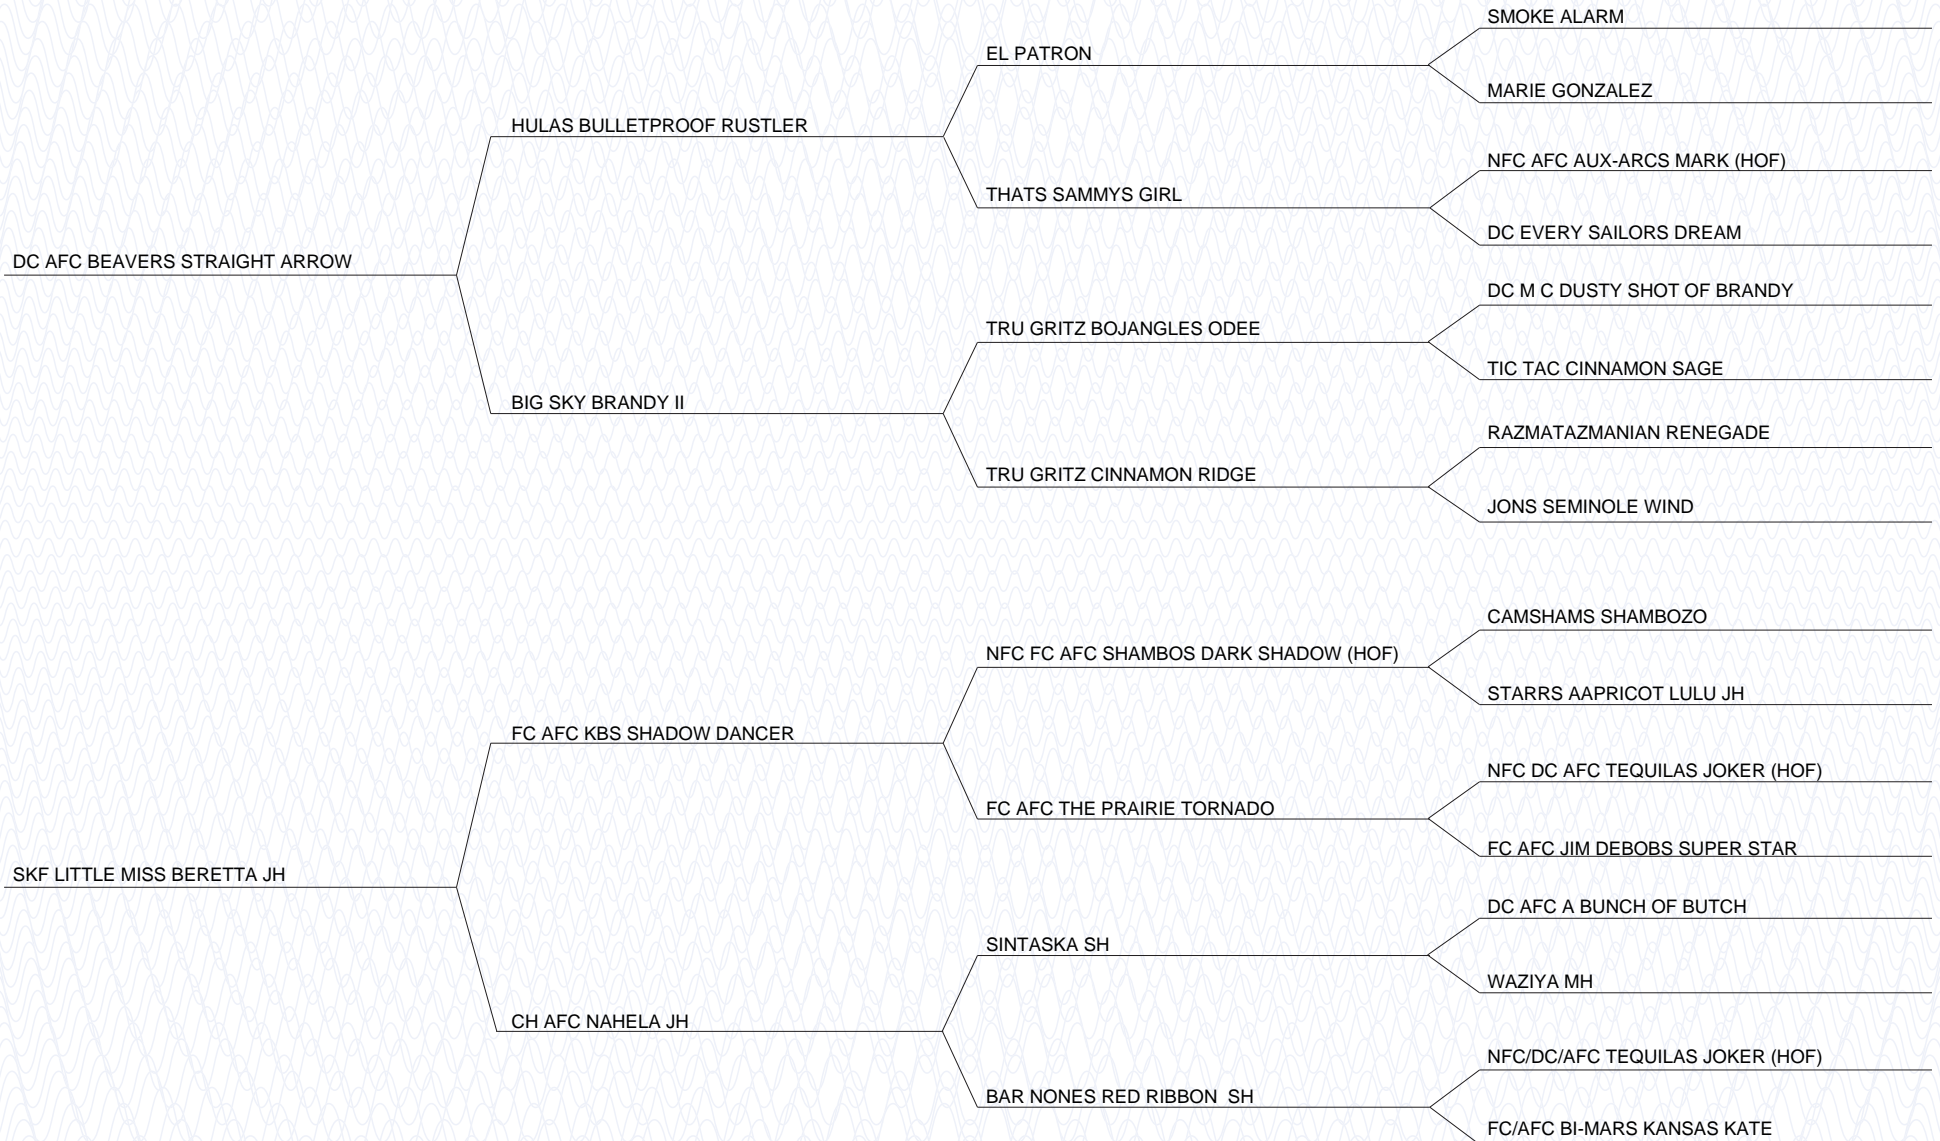 SMOKE ALARM
EL PATRON
MARIE GONZALEZ
HULAS BULLETPROOF RUSTLER
NFC AFC AUX-ARCS MARK (HOF)
THATS SAMMYS GIRL
DC EVERY SAILORS DREAM
DC AFC BEAVERS STRAIGHT ARROW
DC M C DUSTY SHOT OF BRANDY
TRU GRITZ BOJANGLES ODEE
TIC TAC CINNAMON SAGE
BIG SKY BRANDY II
RAZMATAZMANIAN RENEGADE
TRU GRITZ CINNAMON RIDGE
JONS SEMINOLE WIND
CAMSHAMS SHAMBOZO
NFC FC AFC SHAMBOS DARK SHADOW (HOF)
STARRS AAPRICOT LULU JH
FC AFC KBS SHADOW DANCER
NFC DC AFC TEQUILAS JOKER (HOF)
FC AFC THE PRAIRIE TORNADO
FC AFC JIM DEBOBS SUPER STAR
SKF LITTLE MISS BERETTA JH
DC AFC A BUNCH OF BUTCH
SINTASKA SH
WAZIYA MH
CH AFC NAHELA JH
NFC/DC/AFC TEQUILAS JOKER (HOF)
BAR NONES RED RIBBON  SH
FC/AFC BI-MARS KANSAS KATE